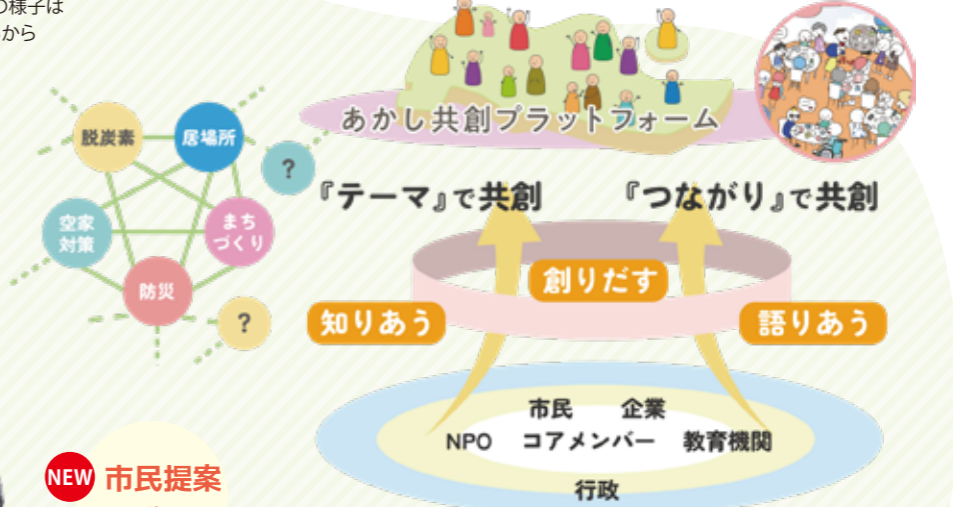 の様子は
から
脱炭素
居場所
?
空家
対策
まち
づくり
防災
?
NEW 市民提案
あかし共創プラットフォーム
『テーマ』で共創 『つながり』で共創
創りだす
知りあう 語りあう
市民 企業
NPO コアメンバー 教育機関
行政